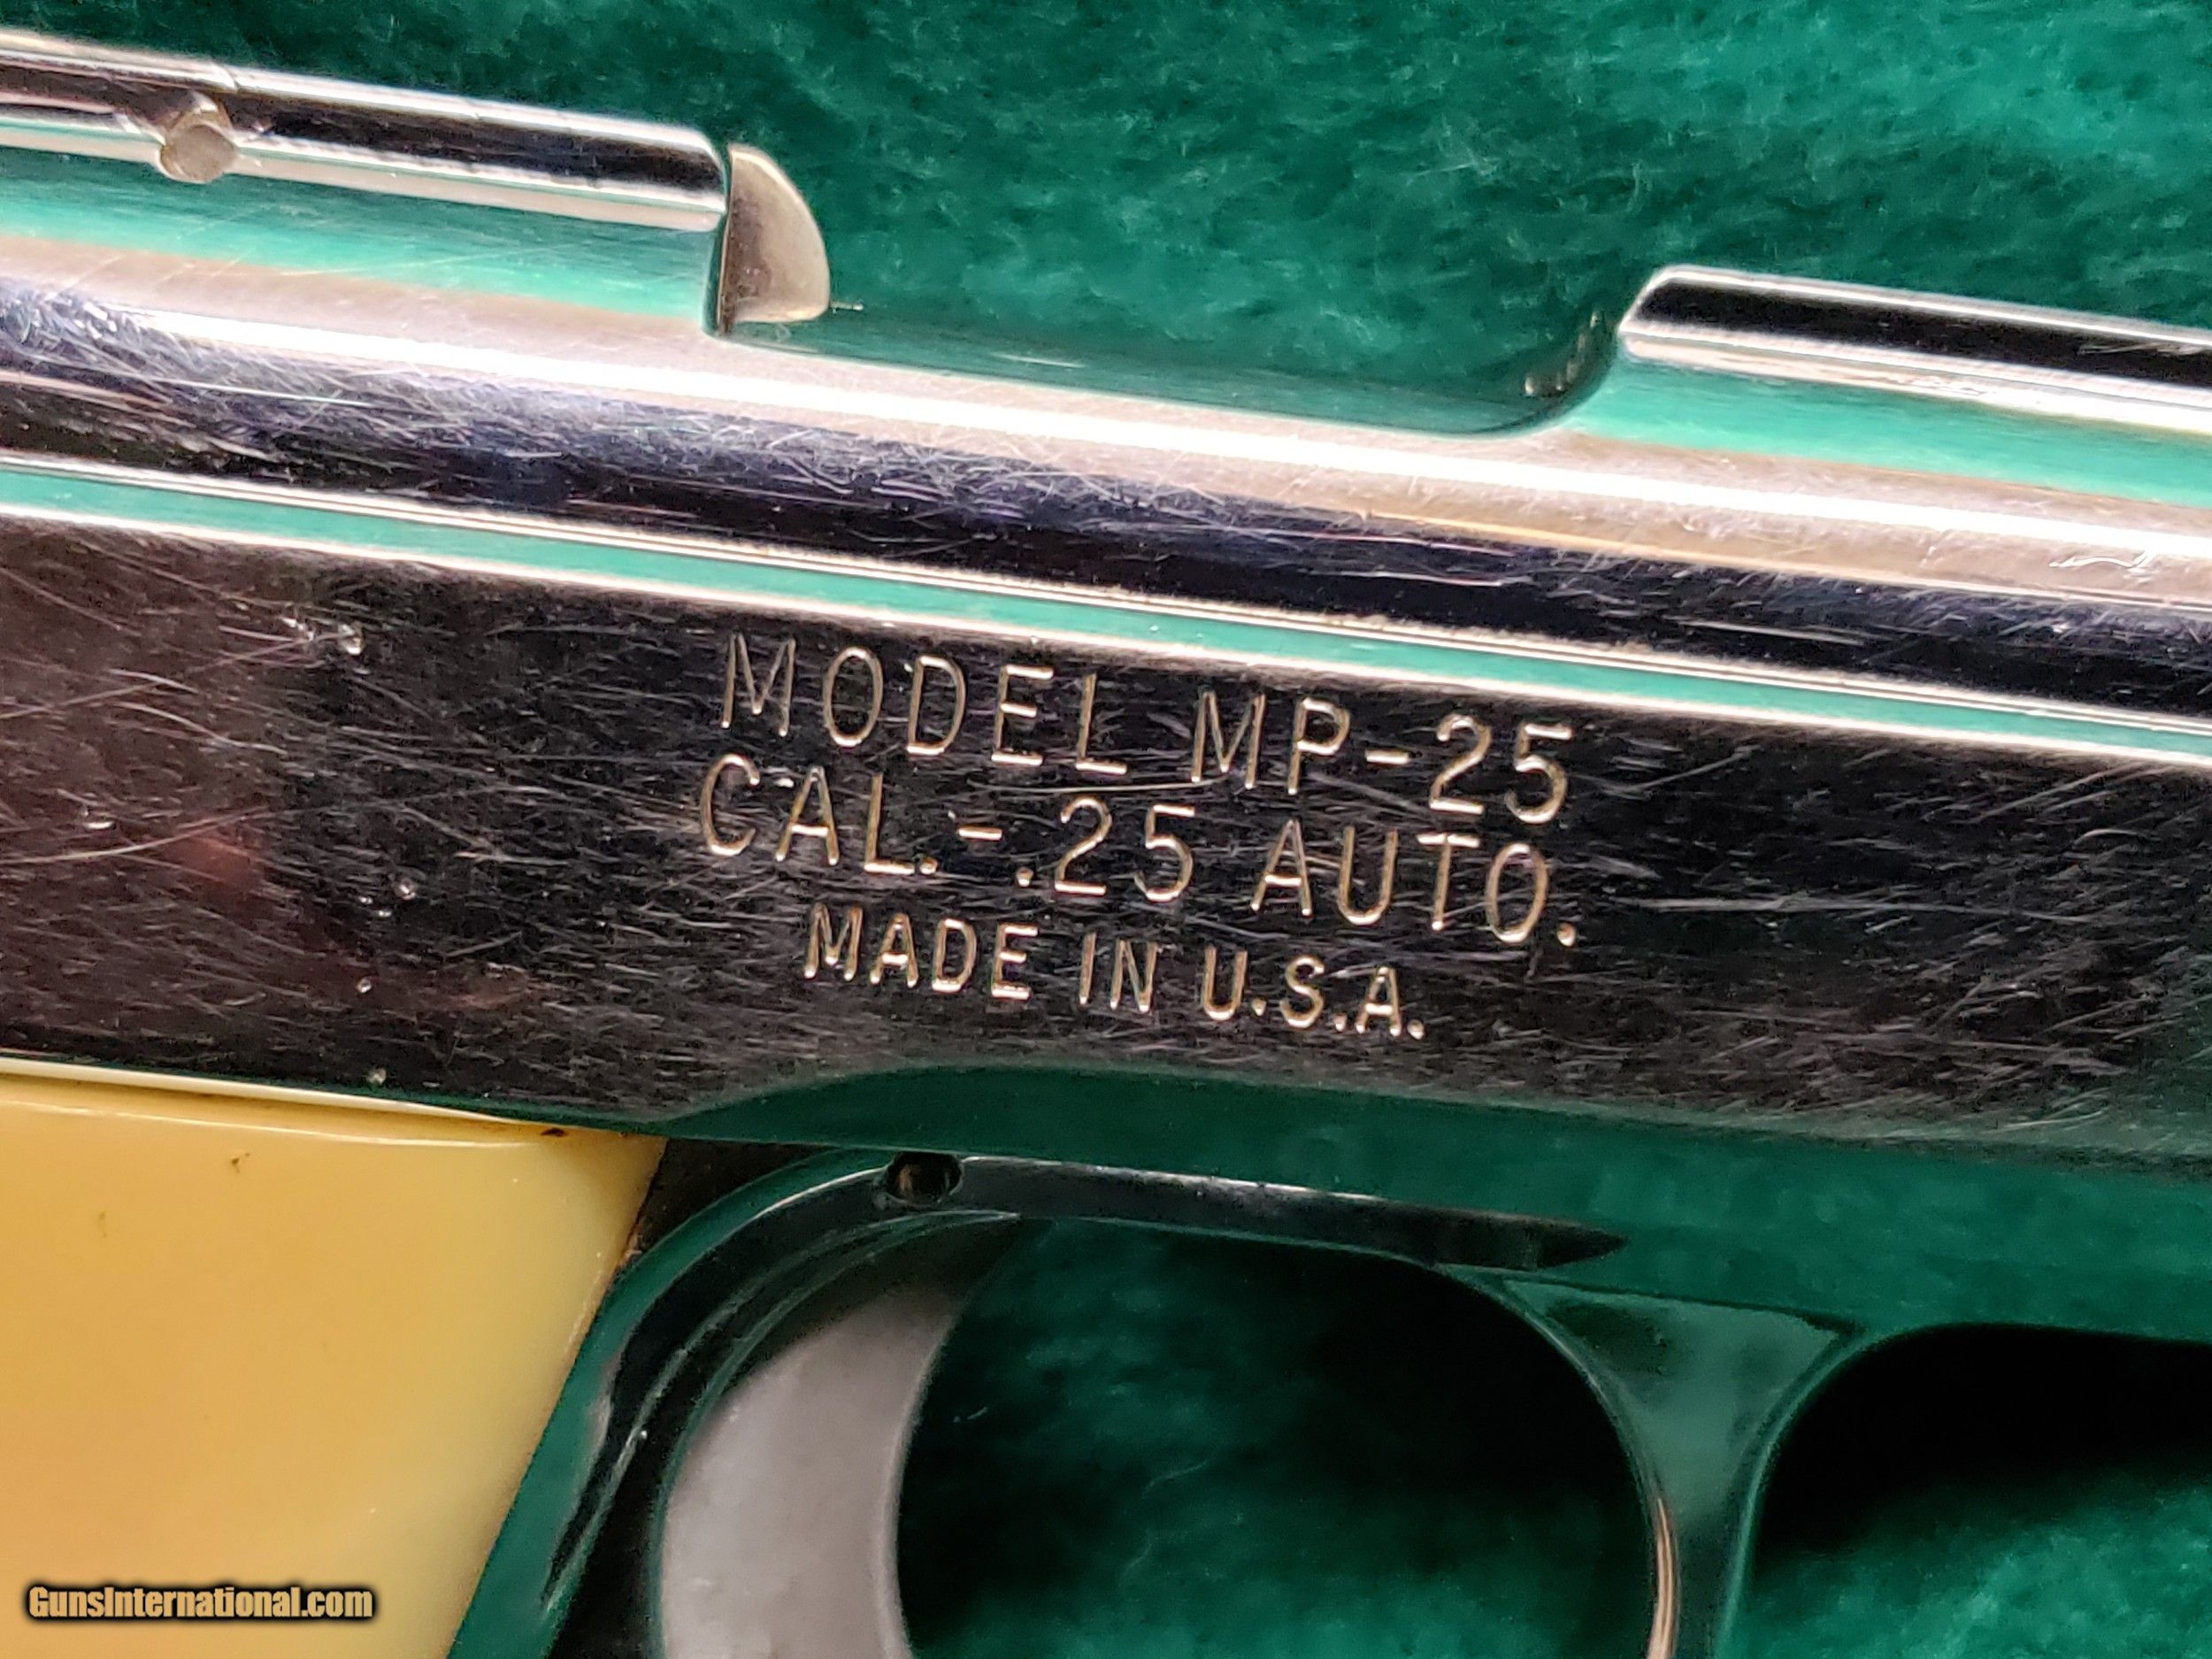 MODEL MP-25
CAL.-.25 AUTO.
MADE IN U.S.A.
GunsInternational.com